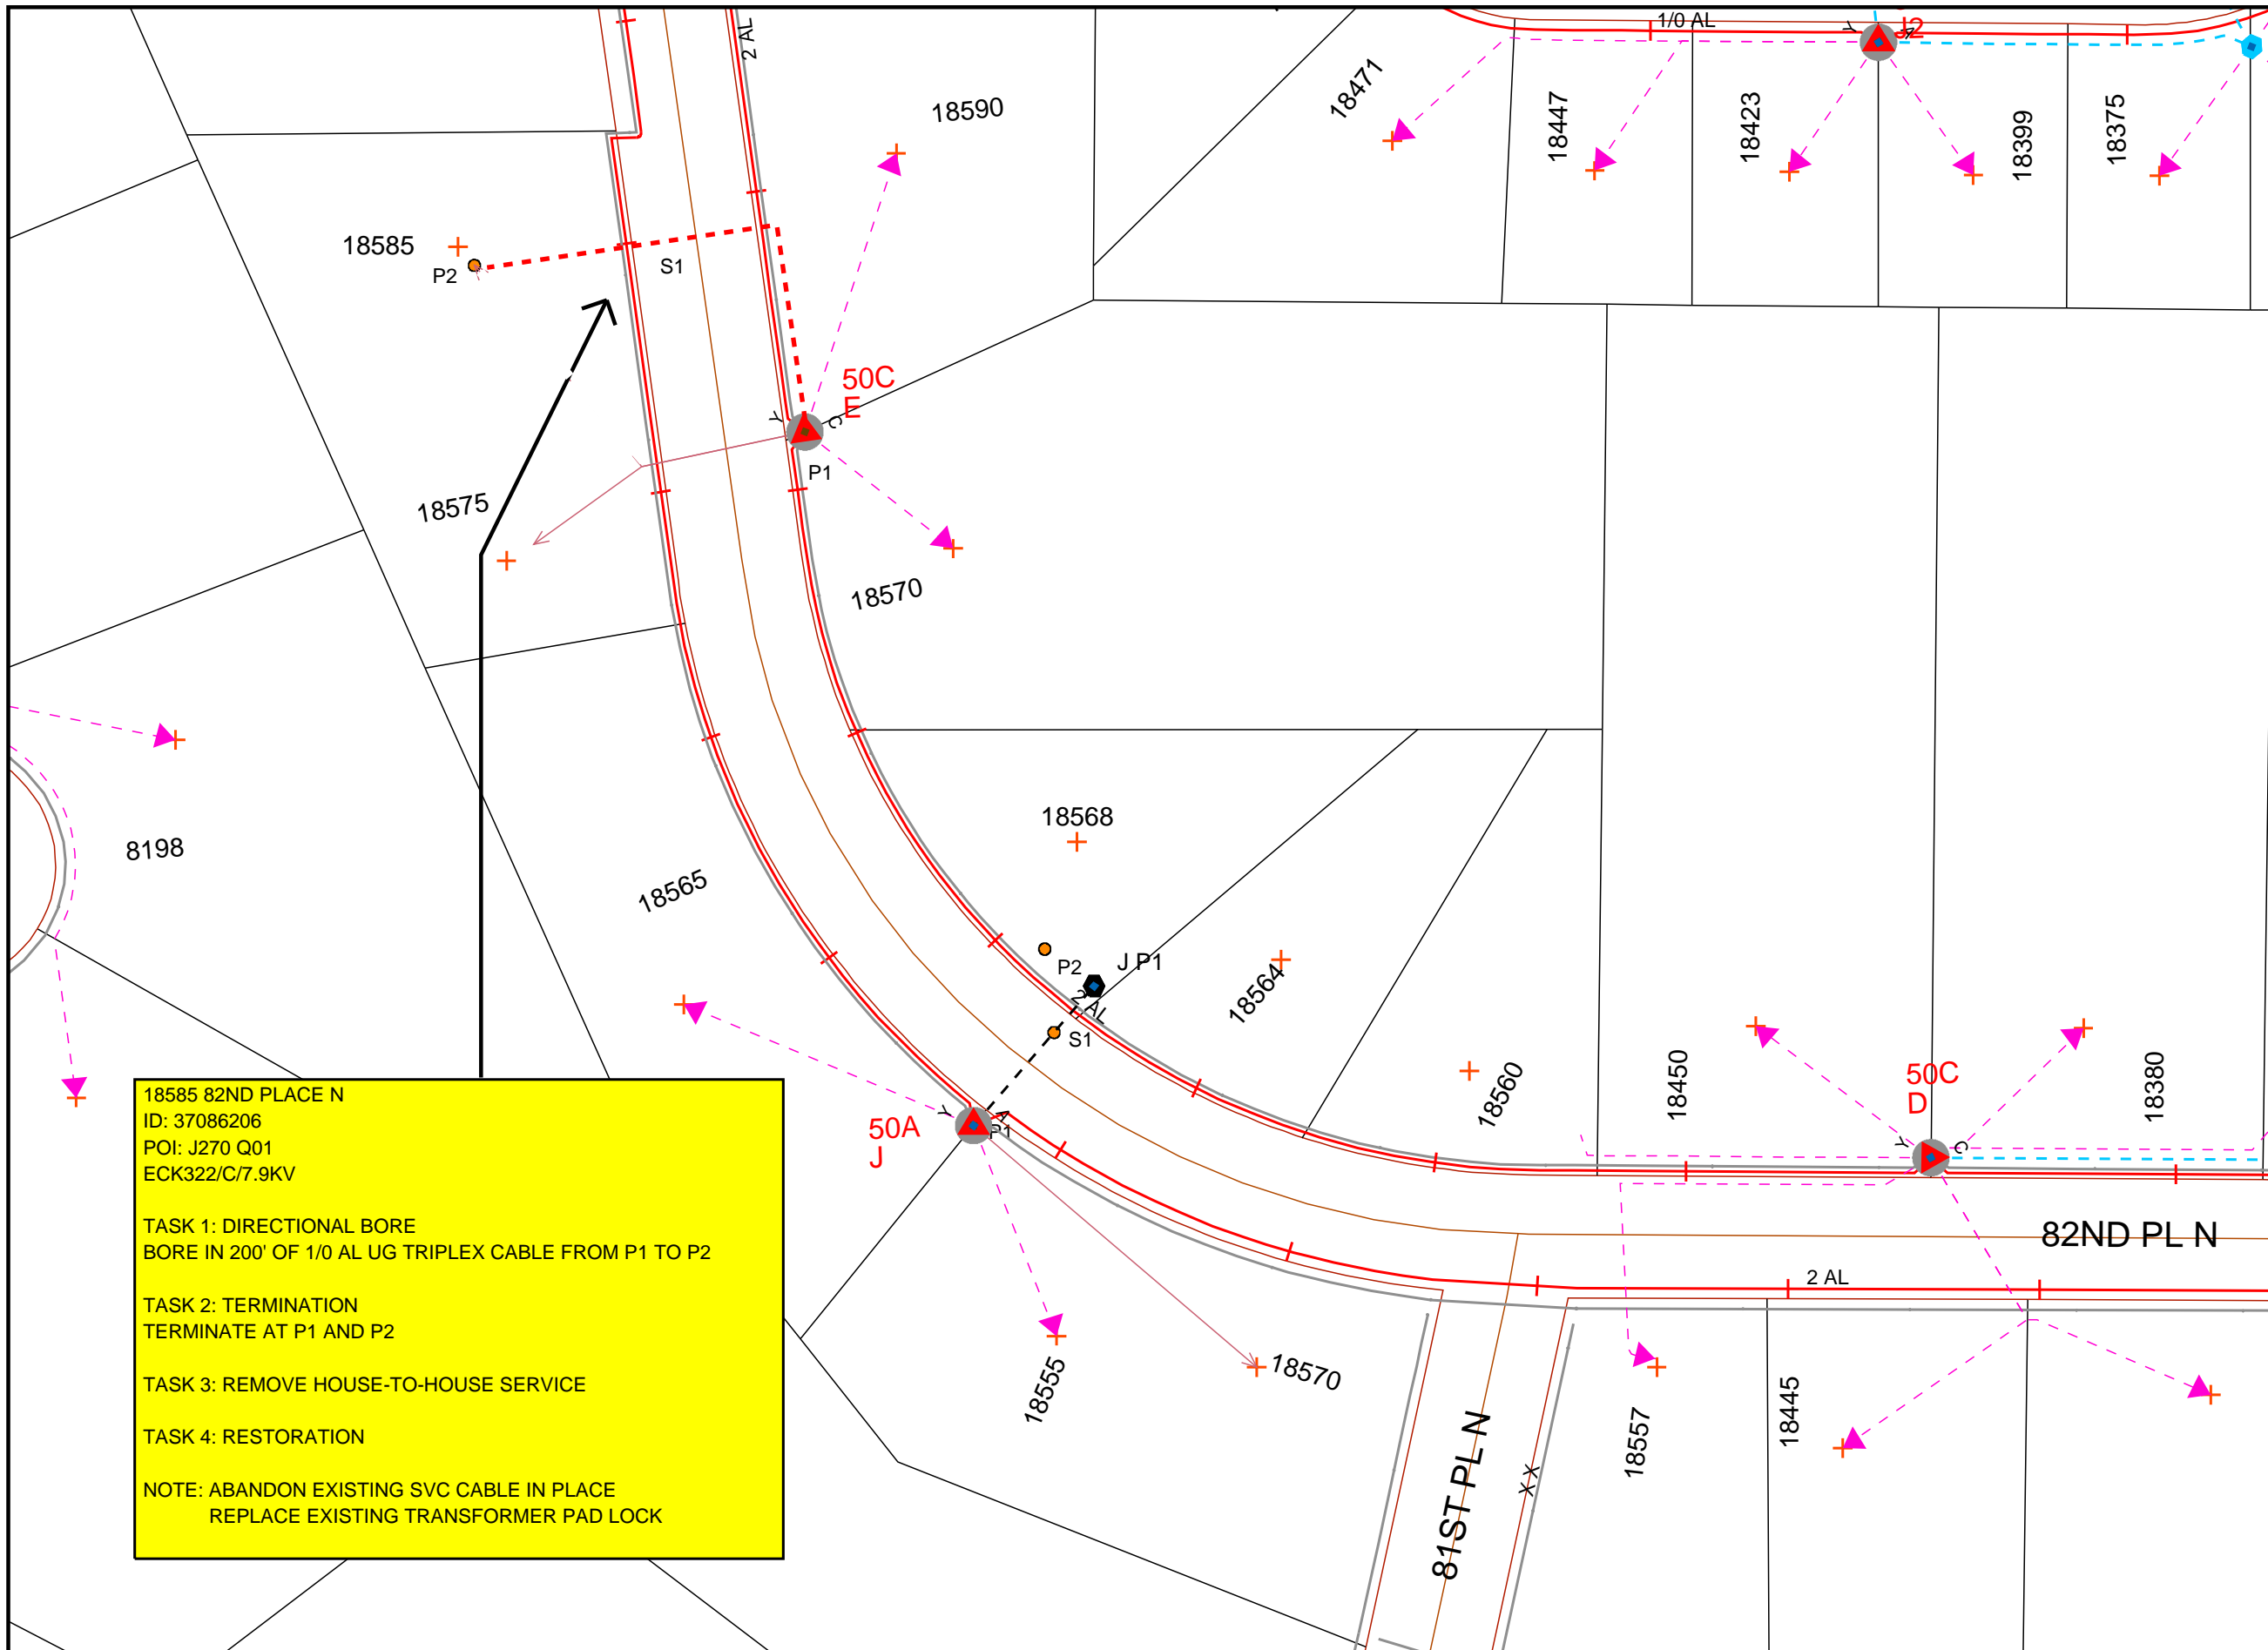 2 AL
1/0 AL
Y
A
J2
18590
18471
18447
18423
18399
18375
18585
P2
S1
50C
E
Y
C
P1
18575
18570
18568
8198
18565
P2
J P1
2 AL
S1
18564
18560
18450
50C
D
18380
Y
C
50A
J
Y
A
P1
82ND PL N
2 AL
18555
18570
18557
18445
81ST PL N
X X
18585 82ND PLACE N
ID: 37086206
POI: J270 Q01
ECK322/C/7.9KV
TASK 1: DIRECTIONAL BORE
BORE IN 200' OF 1/0 AL UG TRIPLEX CABLE FROM P1 TO P2
TASK 2: TERMINATION
TERMINATE AT P1 AND P2
TASK 3: REMOVE HOUSE-TO-HOUSE SERVICE
TASK 4: RESTORATION
NOTE: ABANDON EXISTING SVC CABLE IN PLACE
REPLACE EXISTING TRANSFORMER PAD LOCK